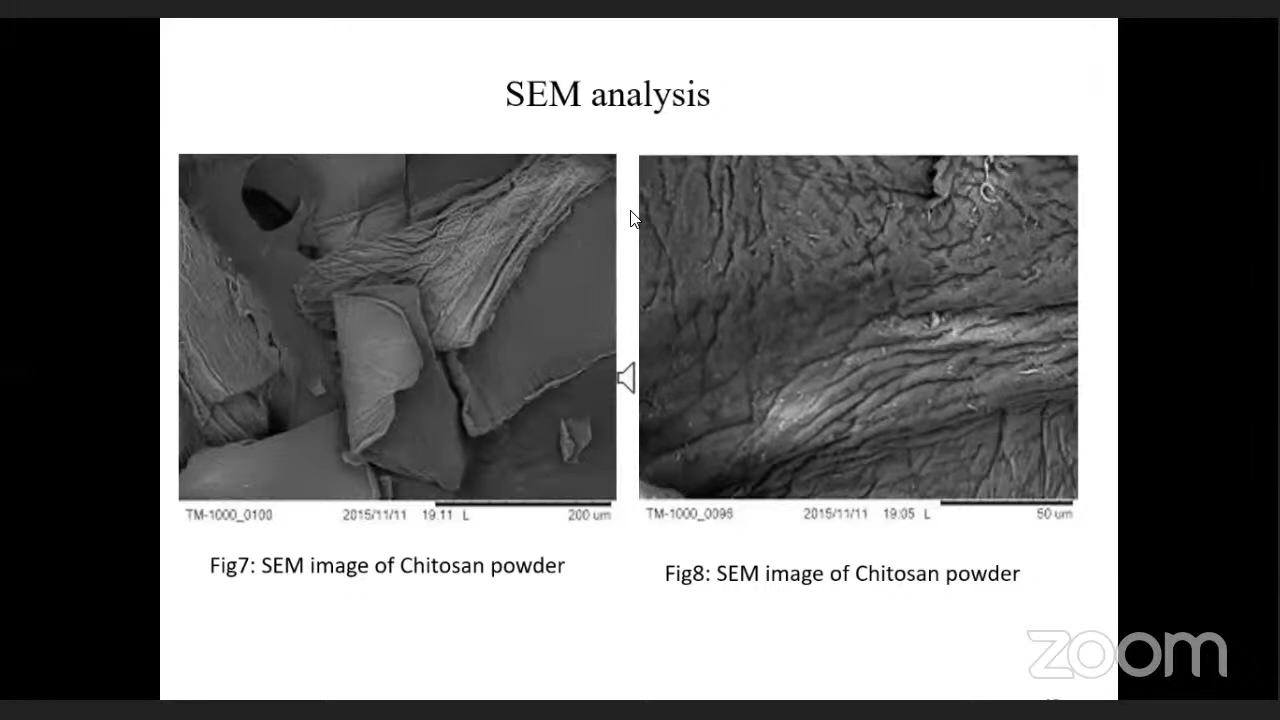 SEM analysis
TM-1000_0100 2015/11/11 19.11 L 200 um
TM-1000_0096 2015/11/11 19.05 L 50 um
Fig7: SEM image of Chitosan powder
Fig8: SEM image of Chitosan powder
zoom